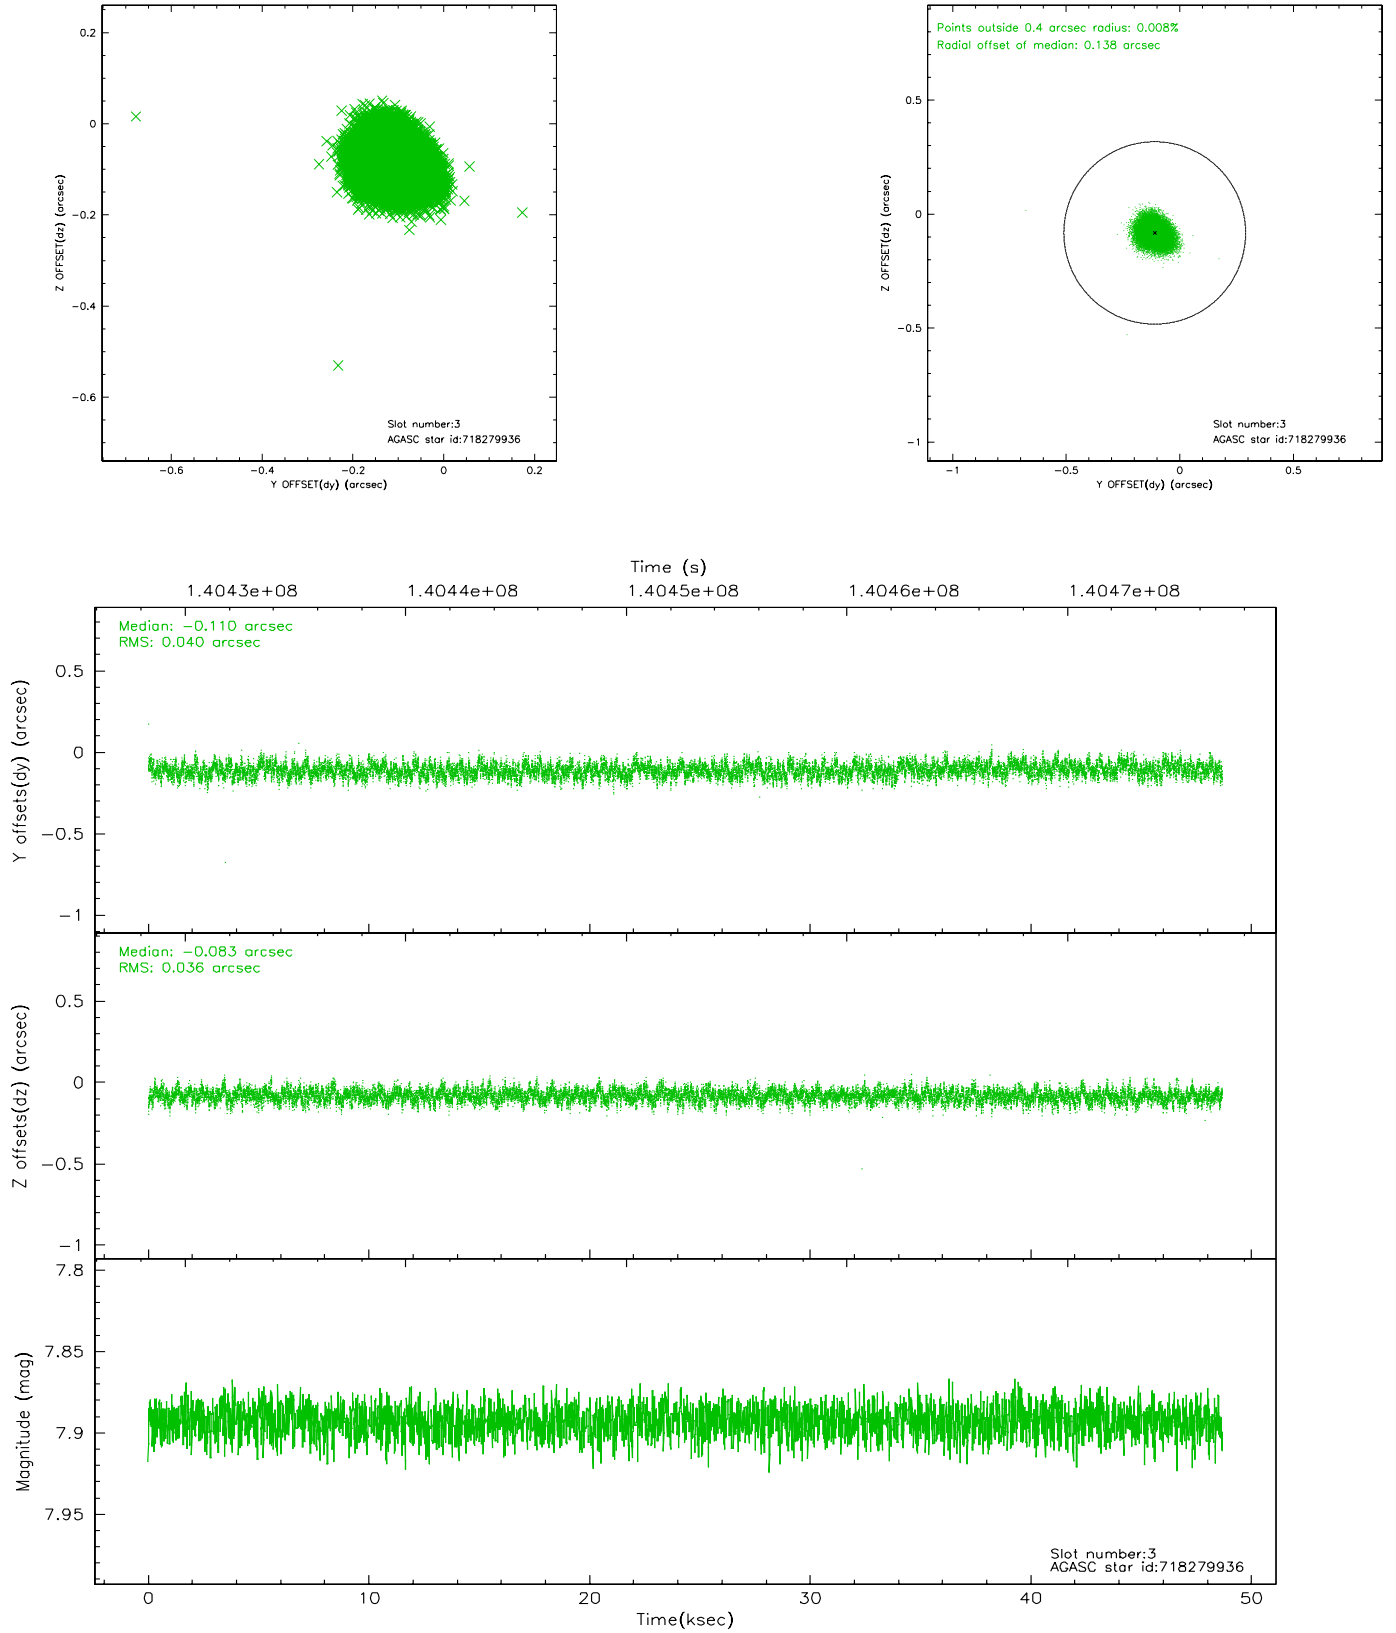 0.2
0
−0.2
−0.4
−0.6
Z OFFSET(dz) (arcsec)
Slot number:3
AGASC star id:718279936
−0.6
−0.4
−0.2
0
0.2
Y OFFSET(dy) (arcsec)
Points outside 0.4 arcsec radius: 0.008%
Radial offset of median: 0.138 arcsec
0.5
0
−0.5
−1
Z OFFSET(dz) (arcsec)
Slot number:3
AGASC star id:718279936
−1
−0.5
0
0.5
Y OFFSET(dy) (arcsec)
Time (s)
1.4043e+08
1.4044e+08
1.4045e+08
1.4046e+08
1.4047e+08
Median: −0.110 arcsec
RMS: 0.040 arcsec
0.5
0
−0.5
−1
Y offsets(dy) (arcsec)
Median: −0.083 arcsec
RMS: 0.036 arcsec
0.5
0
−0.5
−1
Z offsets(dz) (arcsec)
7.8
7.85
7.9
7.95
Magnitude (mag)
Slot number:3
AGASC star id:718279936
0
10
20
30
40
50
Time(ksec)